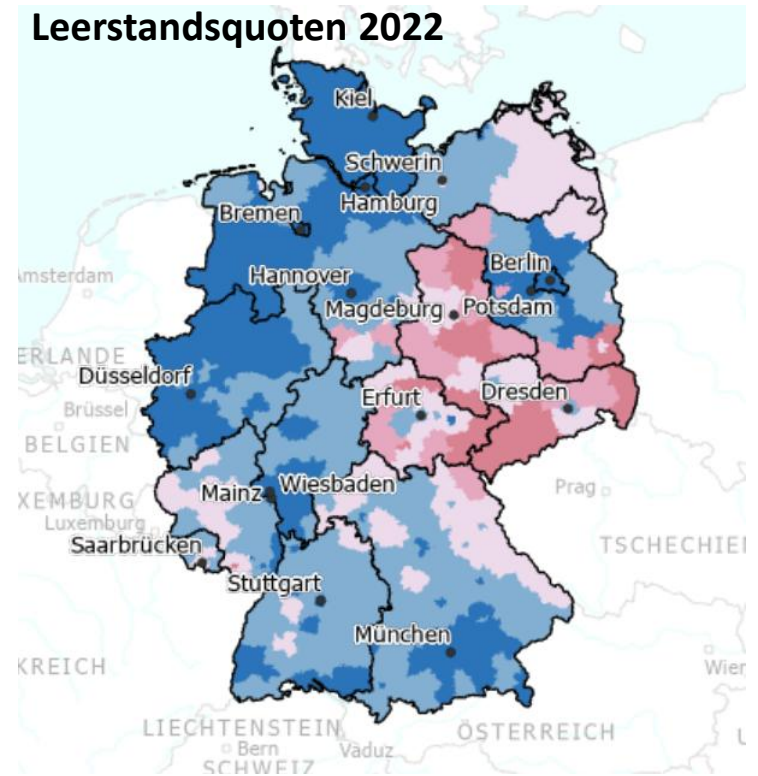 Leerstandsquoten 2022
Kiel
Schwerin
Hamburg
Bremen
Berlin
Hannover
Amsterdam
Magdeburg
Potsdam
ERLANDE
Düsseldorf
Erfurt
Dresden
Brüssel
BELGIEN
Mainz
Wiesbaden
Prag
XEMBURG
Luxemburg
Saarbrücken
TSCHECHIE
Stuttgart
München
KREICH
Wier
LIECHTENSTEIN
ÖSTERREICH
Bern
Vaduz
SCHWEIZ